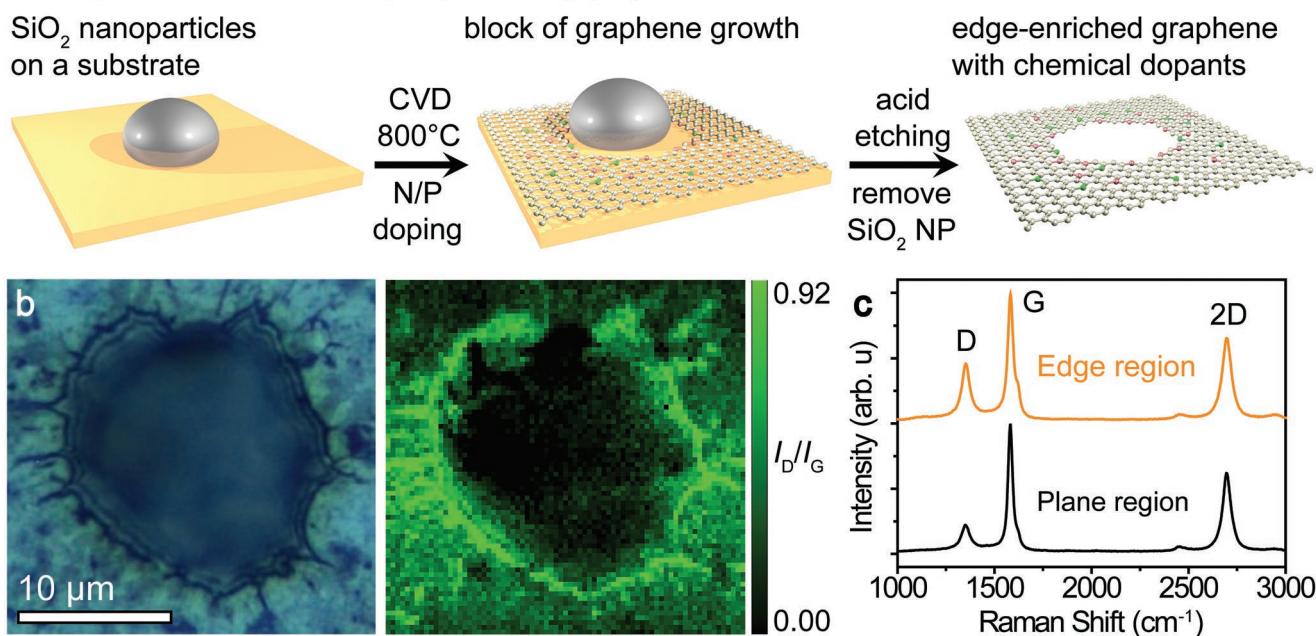 SiO₂ nanoparticles
on a substrate
CVD
800°C
N/P
doping
block of graphene growth
acid
etching
remove
SiO₂ NP
edge-enriched graphene
with chemical dopants
b
10 µm
0.92
I_D/I_G
0.00
c
D
G
2D
Edge region
Plane region
Intensity (arb. u)
1000 1500 2000 2500 3000
Raman Shift (cm⁻¹)